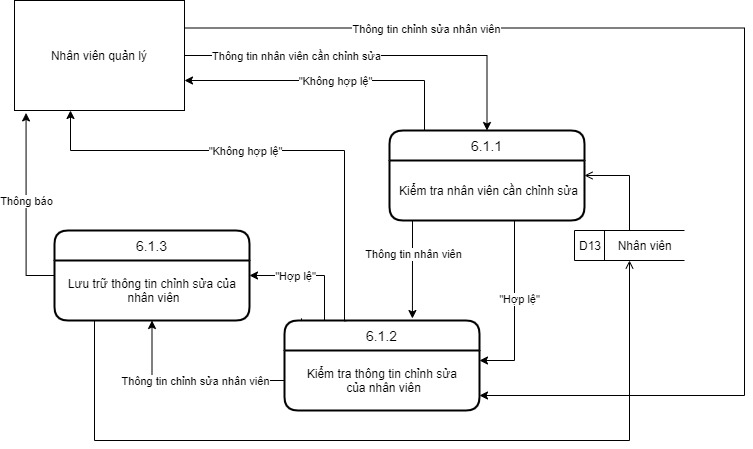 Thông tin chỉnh sửa nhân viên
Nhân viên quản lý
Thông tin nhân viên cần chỉnh sửa
"Không hợp lệ"
6.1.1
"Không hợp lệ"
Kiểm tra nhân viên cần chỉnh sửa
Thông báo
6.1.3
D13
Nhân viên
Thông tin nhân viên
Lưu trữ thông tin chỉnh sửa của
nhân viên
"Hợp lệ"
"Hợp lệ"
6.1.2
Thông tin chỉnh sửa nhân viên
Kiểm tra thông tin chỉnh sửa
của nhân viên